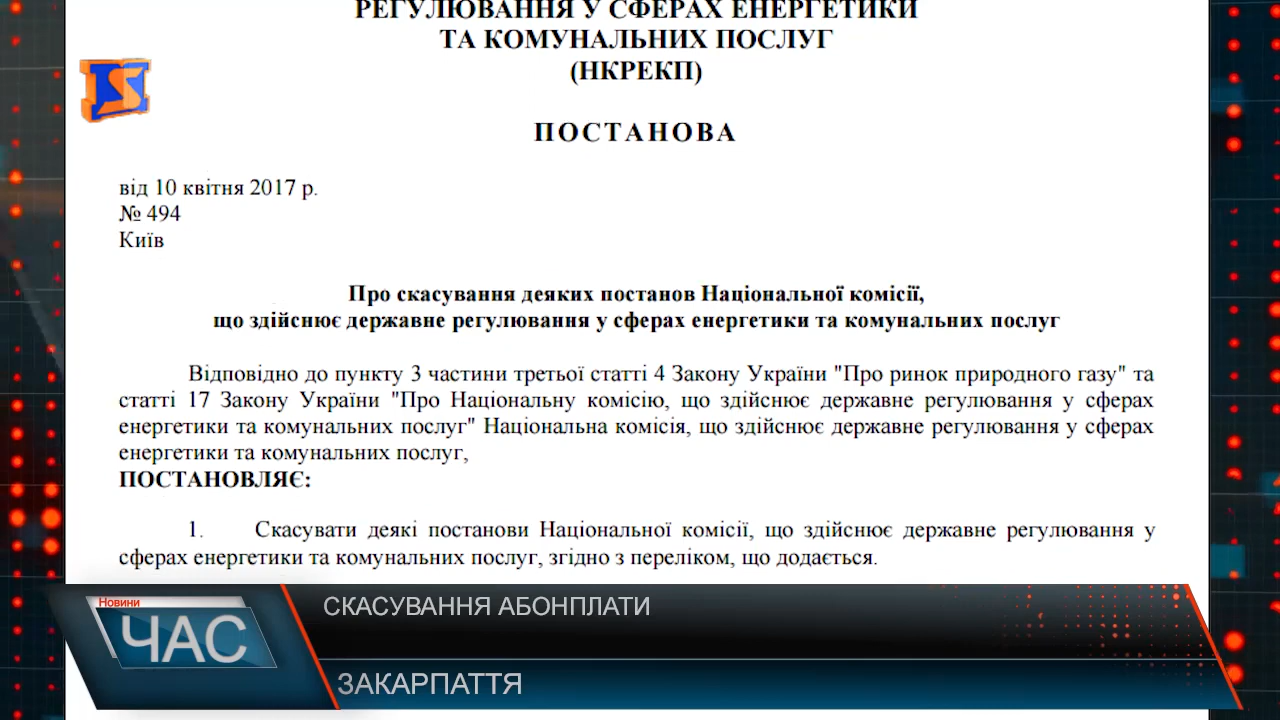 РЕГУЛЮВАННЯ У СФЕРАХ ЕНЕРГЕТИКИ
ТА КОМУНАЛЬНИХ ПОСЛУГ
(НКРЕКП)
ПОСТАНОВА
від 10 квітня 2017 р.
№ 494
Київ
Про скасування деяких постанов Національної комісії,
що здійснює державне регулювання у сферах енергетики та комунальних послуг
Відповідно до пункту 3 частини третьої статті 4 Закону України "Про ринок природного газу" та
статті 17 Закону України "Про Національну комісію, що здійснює державне регулювання у сферах
енергетики та комунальних послуг" Національна комісія, що здійснює державне регулювання у сферах
енергетики та комунальних послуг,
ПОСТАНОВЛЯЄ:
1. Скасувати деякі постанови Національної комісії, що здійснює державне регулювання у
сферах енергетики та комунальних послуг, згідно з переліком, що додається.
Новини
ЧАС
СКАСУВАННЯ АБОНПЛАТИ
ЗАКАРПАТТЯ